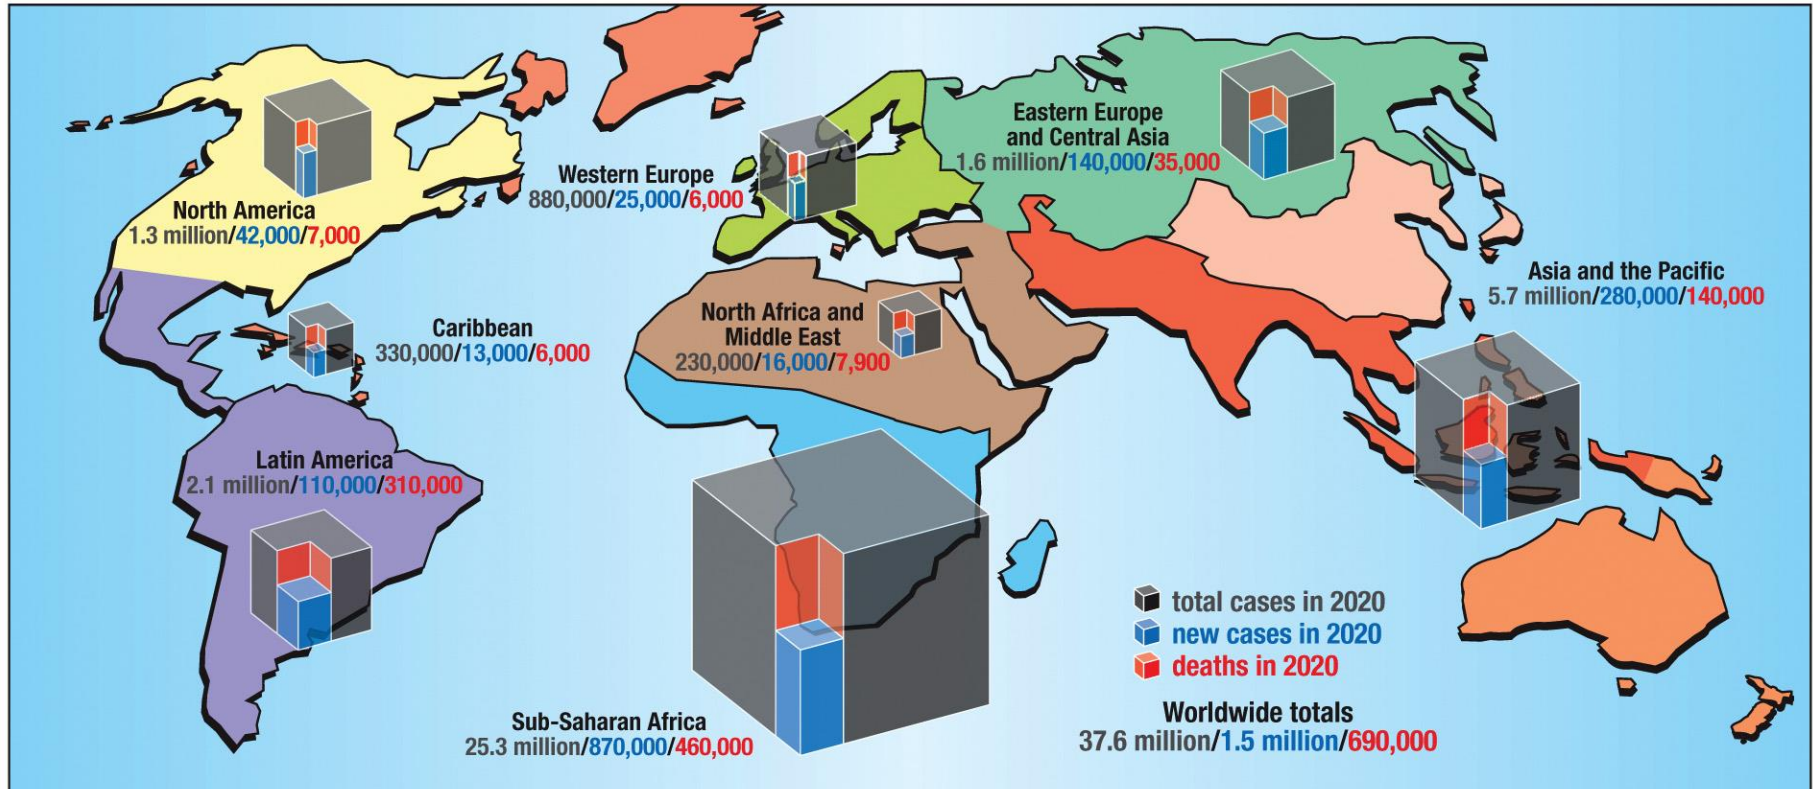 North America
1.3 million/42,000/7,000
Western Europe
880,000/25,000/6,000
Eastern Europe
and Central Asia
1.6 million/140,000/35,000
Caribbean
330,000/13,000/6,000
North Africa and
Middle East
230,000/16,000/7,900
Asia and the Pacific
5.7 million/280,000/140,000
Latin America
2.1 million/110,000/310,000
Sub-Saharan Africa
25.3 million/870,000/460,000
total cases in 2020
new cases in 2020
deaths in 2020
Worldwide totals
37.6 million/1.5 million/690,000